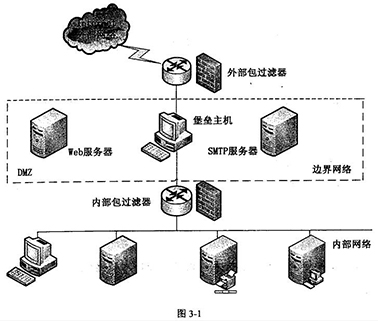 外部包过滤器
堡垒主机
Web服务器
SMTP服务器
DMZ
边界网络
内部包过滤器
内部网络
图 3-1